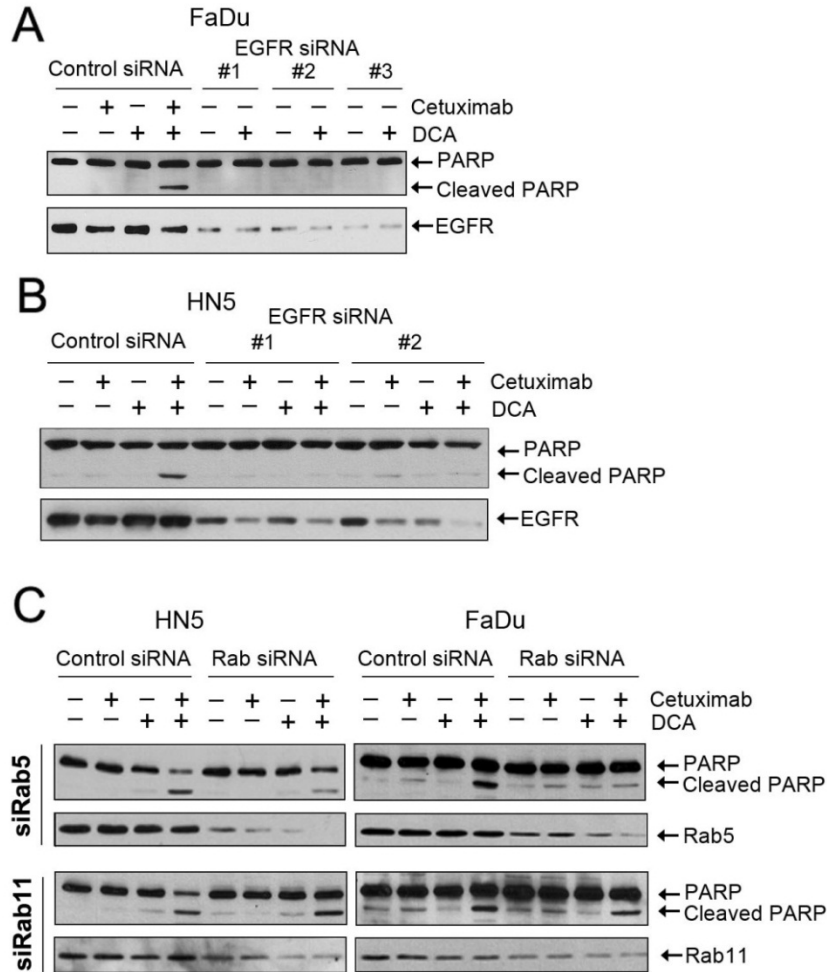 A
FaDu
EGFR siRNA
Control siRNA #1 #2 #3
– + – + – + – + – + Cetuximab
– – + + – + – + – + DCA
←PARP
←Cleaved PARP
←EGFR
B
HN5
EGFR siRNA
Control siRNA #1 #2
– + – + – + – + – + – + Cetuximab
– – + + – – + + – – + + DCA
←PARP
←Cleaved PARP
←EGFR
C
HN5 FaDu
Control siRNA Rab siRNA Control siRNA Rab siRNA
– + – + – + – + – + – + – + – + Cetuximab
– – + + – – + + – – + + – – + + DCA
siRab5
←PARP
←Cleaved PARP
←Rab5
siRab11
←PARP
←Cleaved PARP
←Rab11